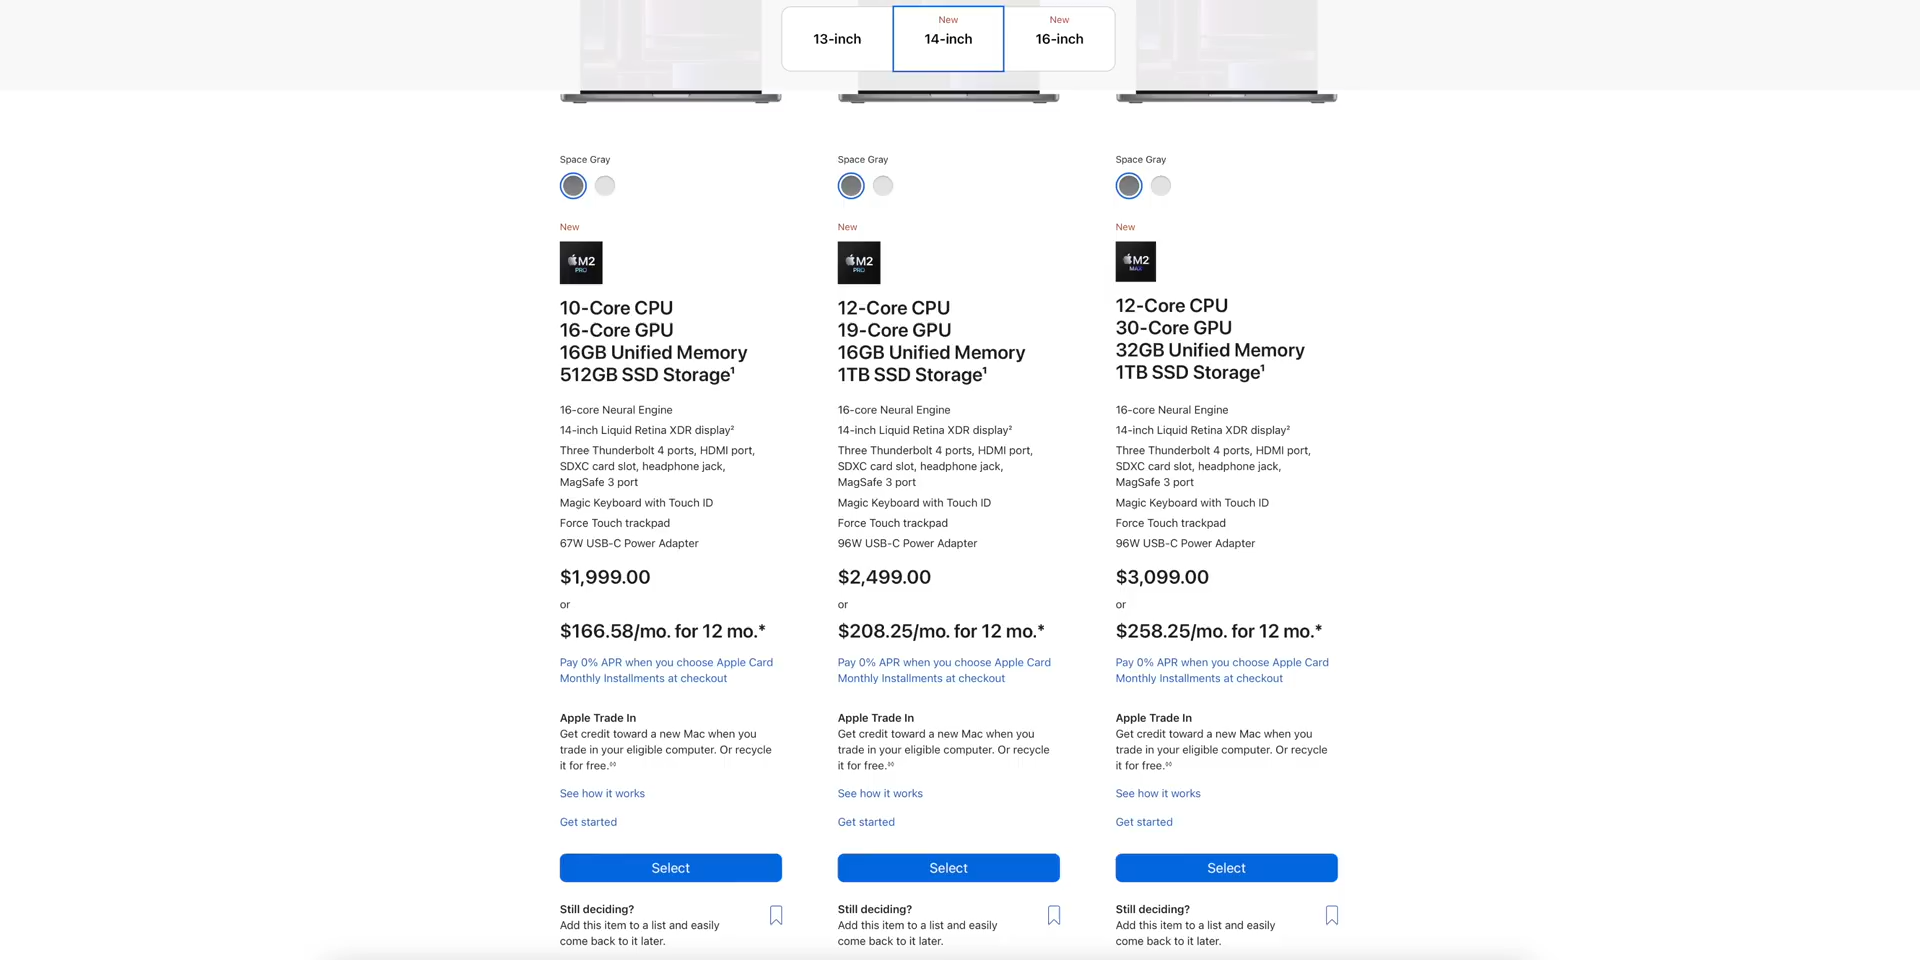 13-inch
New
14-inch
New
16-inch
Space Gray
New
M2
PRO
10-Core CPU
16-Core GPU
16GB Unified Memory
512GB SSD Storage¹
16-core Neural Engine
14-inch Liquid Retina XDR display²
Three Thunderbolt 4 ports, HDMI port,
SDXC card slot, headphone jack,
MagSafe 3 port
Magic Keyboard with Touch ID
Force Touch trackpad
67W USB-C Power Adapter
$1,999.00
or
$166.58/mo. for 12 mo.*
Pay 0% APR when you choose Apple Card
Monthly Installments at checkout
Apple Trade In
Get credit toward a new Mac when you
trade in your eligible computer. Or recycle
it for free.◊◊
See how it works
Get started
Select
Still deciding?
Add this item to a list and easily
come back to it later.
Space Gray
New
M2
PRO
12-Core CPU
19-Core GPU
16GB Unified Memory
1TB SSD Storage¹
16-core Neural Engine
14-inch Liquid Retina XDR display²
Three Thunderbolt 4 ports, HDMI port,
SDXC card slot, headphone jack,
MagSafe 3 port
Magic Keyboard with Touch ID
Force Touch trackpad
96W USB-C Power Adapter
$2,499.00
or
$208.25/mo. for 12 mo.*
Pay 0% APR when you choose Apple Card
Monthly Installments at checkout
Apple Trade In
Get credit toward a new Mac when you
trade in your eligible computer. Or recycle
it for free.◊◊
See how it works
Get started
Select
Still deciding?
Add this item to a list and easily
come back to it later.
Space Gray
New
M2
MAX
12-Core CPU
30-Core GPU
32GB Unified Memory
1TB SSD Storage¹
16-core Neural Engine
14-inch Liquid Retina XDR display²
Three Thunderbolt 4 ports, HDMI port,
SDXC card slot, headphone jack,
MagSafe 3 port
Magic Keyboard with Touch ID
Force Touch trackpad
96W USB-C Power Adapter
$3,099.00
or
$258.25/mo. for 12 mo.*
Pay 0% APR when you choose Apple Card
Monthly Installments at checkout
Apple Trade In
Get credit toward a new Mac when you
trade in your eligible computer. Or recycle
it for free.◊◊
See how it works
Get started
Select
Still deciding?
Add this item to a list and easily
come back to it later.